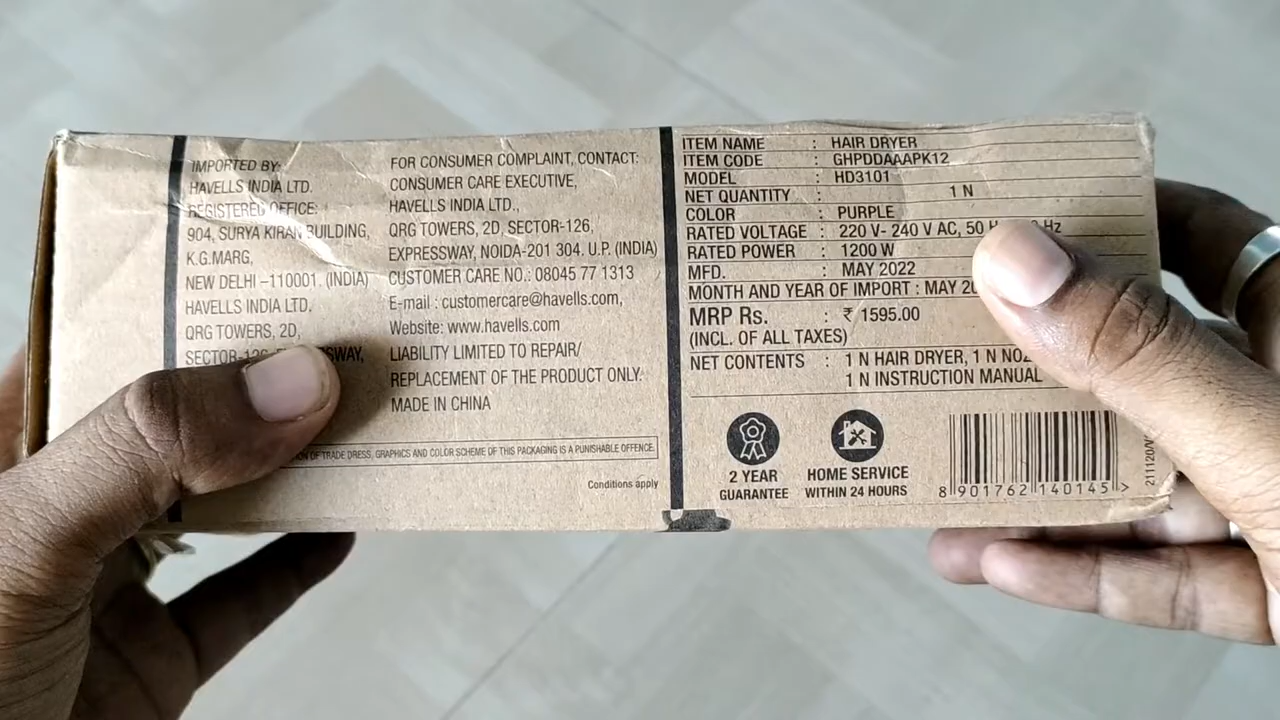 IMPORTED BY:
HAVELLS INDIA LTD.
REGISTERED OFFICE:
904, SURYA KIRAN BUILDING,
K.G.MARG,
NEW DELHI –110001. (INDIA)
HAVELLS INDIA LTD.
QRG TOWERS, 2D,
FOR CONSUMER COMPLAINT, CONTACT:
CONSUMER CARE EXECUTIVE,
HAVELLS INDIA LTD.,
QRG TOWERS, 2D, SECTOR-126,
EXPRESSWAY, NOIDA-201 304. U.P. (INDIA)
CUSTOMER CARE NO.: 08045 77 1313
E-mail : customercare@havells.com,
Website: www.havells.com
LIABILITY LIMITED TO REPAIR/
REPLACEMENT OF THE PRODUCT ONLY.
MADE IN CHINA
OF TRADE DRESS, GRAPHICS AND COLOR SCHEME OF THIS PACKAGING IS A PUNISHABLE OFFENCE.
Conditions apply
ITEM NAME : HAIR DRYER
ITEM CODE : GHPDDAAAPK12
MODEL : HD3101
NET QUANTITY : 1 N
COLOR : PURPLE
RATED VOLTAGE : 220 V- 240 V AC, 50 Hz
RATED POWER : 1200 W
MFD. : MAY 2022
MONTH AND YEAR OF IMPORT : MAY
MRP Rs. : ₹ 1595.00
(INCL. OF ALL TAXES)
NET CONTENTS : 1 N HAIR DRYER, 1 N
1 N INSTRUCTION MANUAL
2 YEAR
GUARANTEE
HOME SERVICE
WITHIN 24 HOURS
8 901762 140145 >